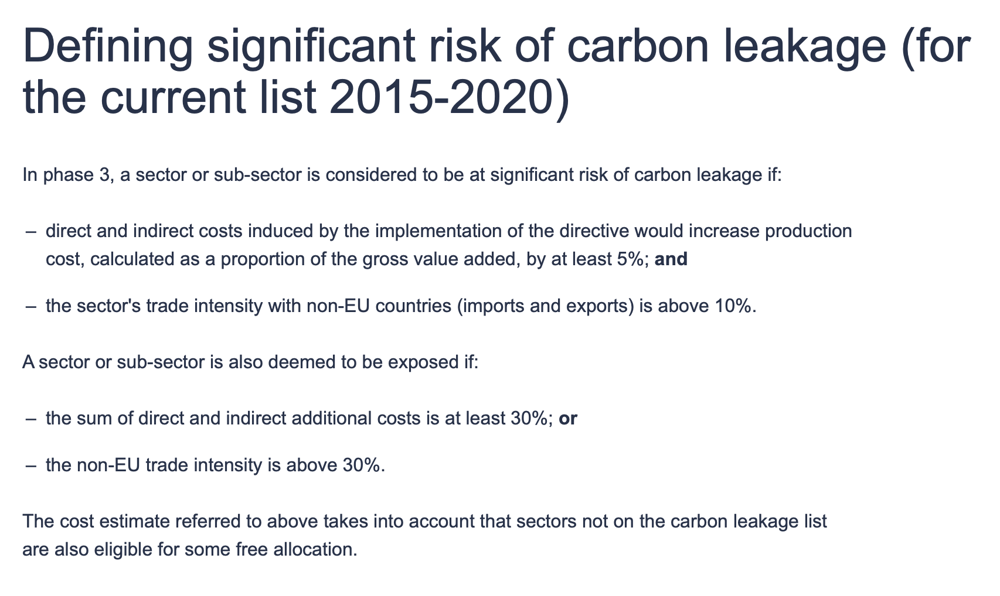 Defining significant risk of carbon leakage (for
the current list 2015-2020)
In phase 3, a sector or sub-sector is considered to be at significant risk of carbon leakage if:
– direct and indirect costs induced by the implementation of the directive would increase production
cost, calculated as a proportion of the gross value added, by at least 5%; and
– the sector's trade intensity with non-EU countries (imports and exports) is above 10%.
A sector or sub-sector is also deemed to be exposed if:
– the sum of direct and indirect additional costs is at least 30%; or
– the non-EU trade intensity is above 30%.
The cost estimate referred to above takes into account that sectors not on the carbon leakage list
are also eligible for some free allocation.